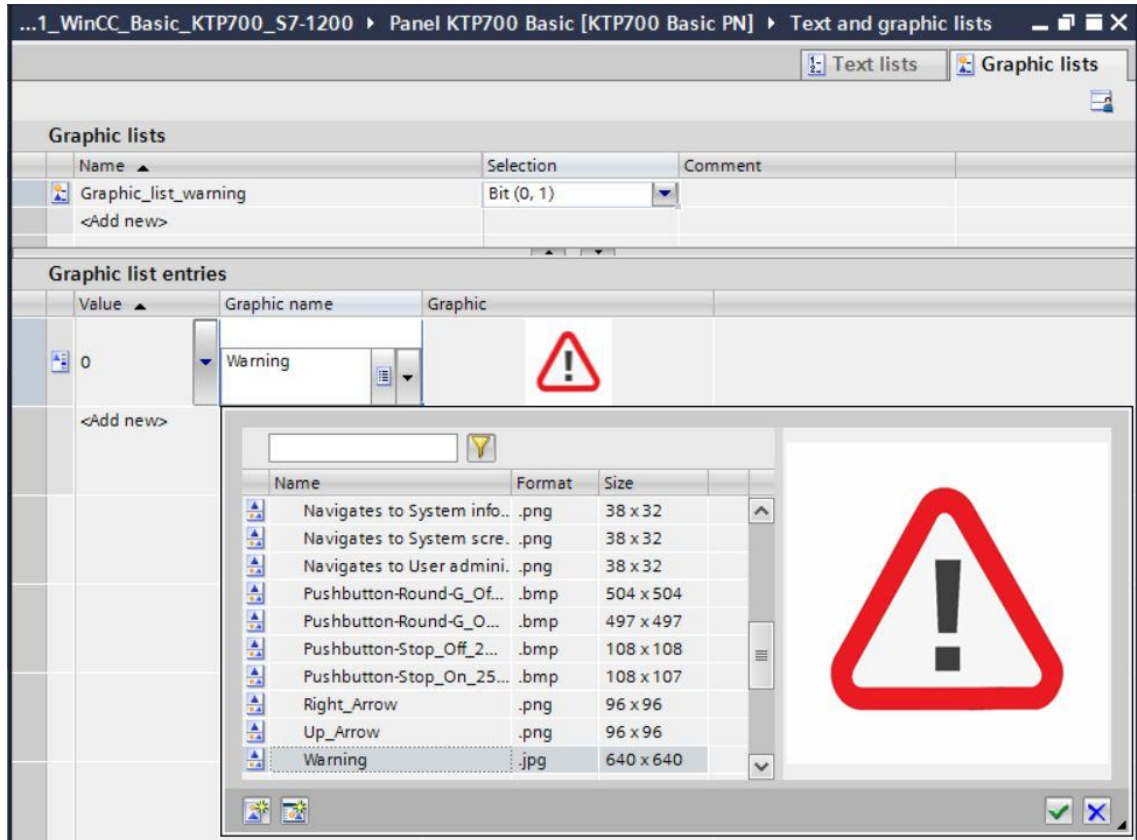 ...1_WinCC_Basic_KTP700_S7-1200 ▸ Panel KTP700 Basic [KTP700 Basic PN] ▸ Text and graphic lists
Text lists Graphic lists
Graphic lists
Name Selection Comment
Graphic_list_warning Bit (0, 1)
<Add new>
Graphic list entries
Value Graphic name Graphic
0 Warning
<Add new>
Name Format Size
Navigates to System info... .png 38 x 32
Navigates to System scre. .png 38 x 32
Navigates to User admini. .png 38 x 32
Pushbutton-Round-G_Of... .bmp 504 x 504
Pushbutton-Round-G_O... .bmp 497 x 497
Pushbutton-Stop_Off_2... .bmp 108 x 108
Pushbutton-Stop_On_25... .bmp 108 x 107
Right_Arrow .png 96 x 96
Up_Arrow .png 96 x 96
Warning .jpg 640 x 640